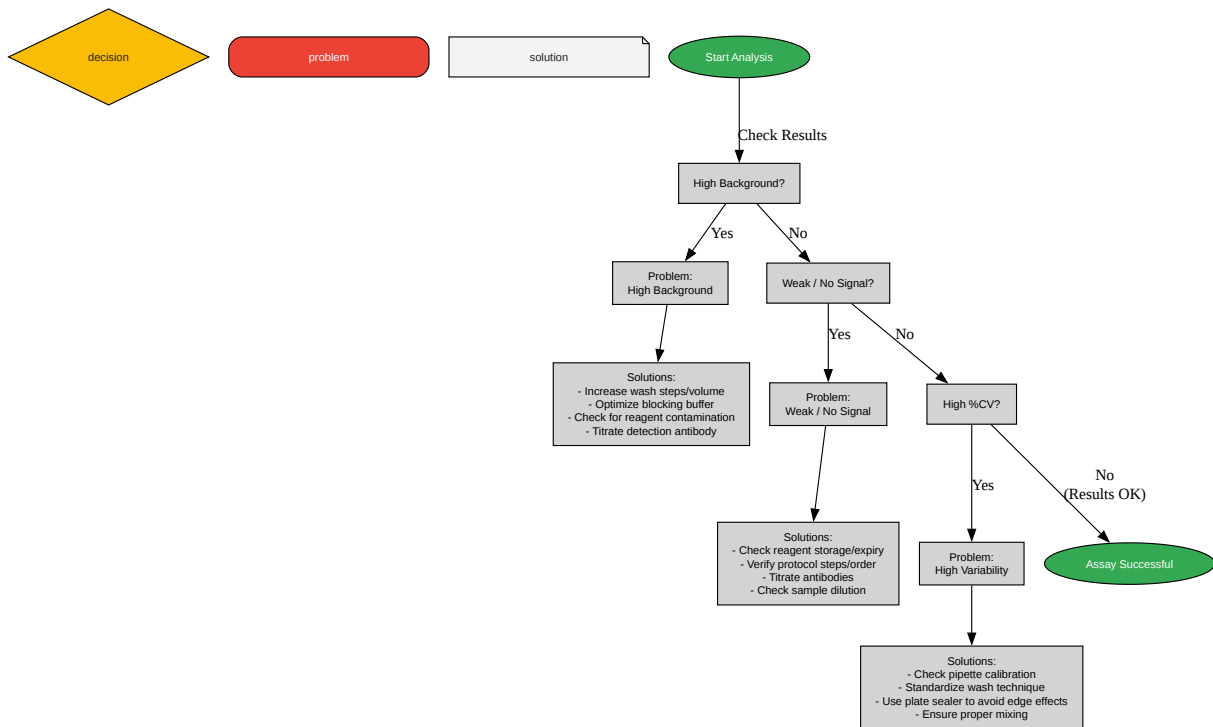 decision
problem
solution
Start Analysis
Check Results
High Background?
Yes
No
Problem:
High Background
Weak / No Signal?
Solutions:
- Increase wash steps/volume
- Optimize blocking buffer
- Check for reagent contamination
- Titrate detection antibody
Yes
No
Problem:
Weak / No Signal
High %CV?
Solutions:
- Check reagent storage/expiry
- Verify protocol steps/order
- Titrate antibodies
- Check sample dilution
Yes
No
(Results OK)
Problem:
High Variability
Assay Successful
Solutions:
- Check pipette calibration
- Standardize wash technique
- Use plate sealer to avoid edge effects
- Ensure proper mixing